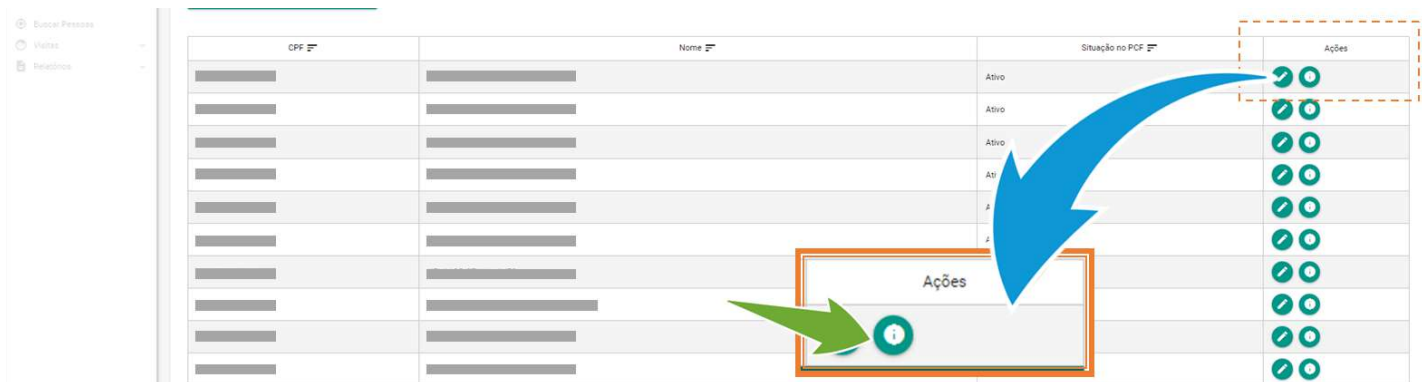 Buscar Pessoas
Visitas
Relatórios
CPF Nome Situação no PCF Ações
Ativo
Ativo
Ativo
Ações